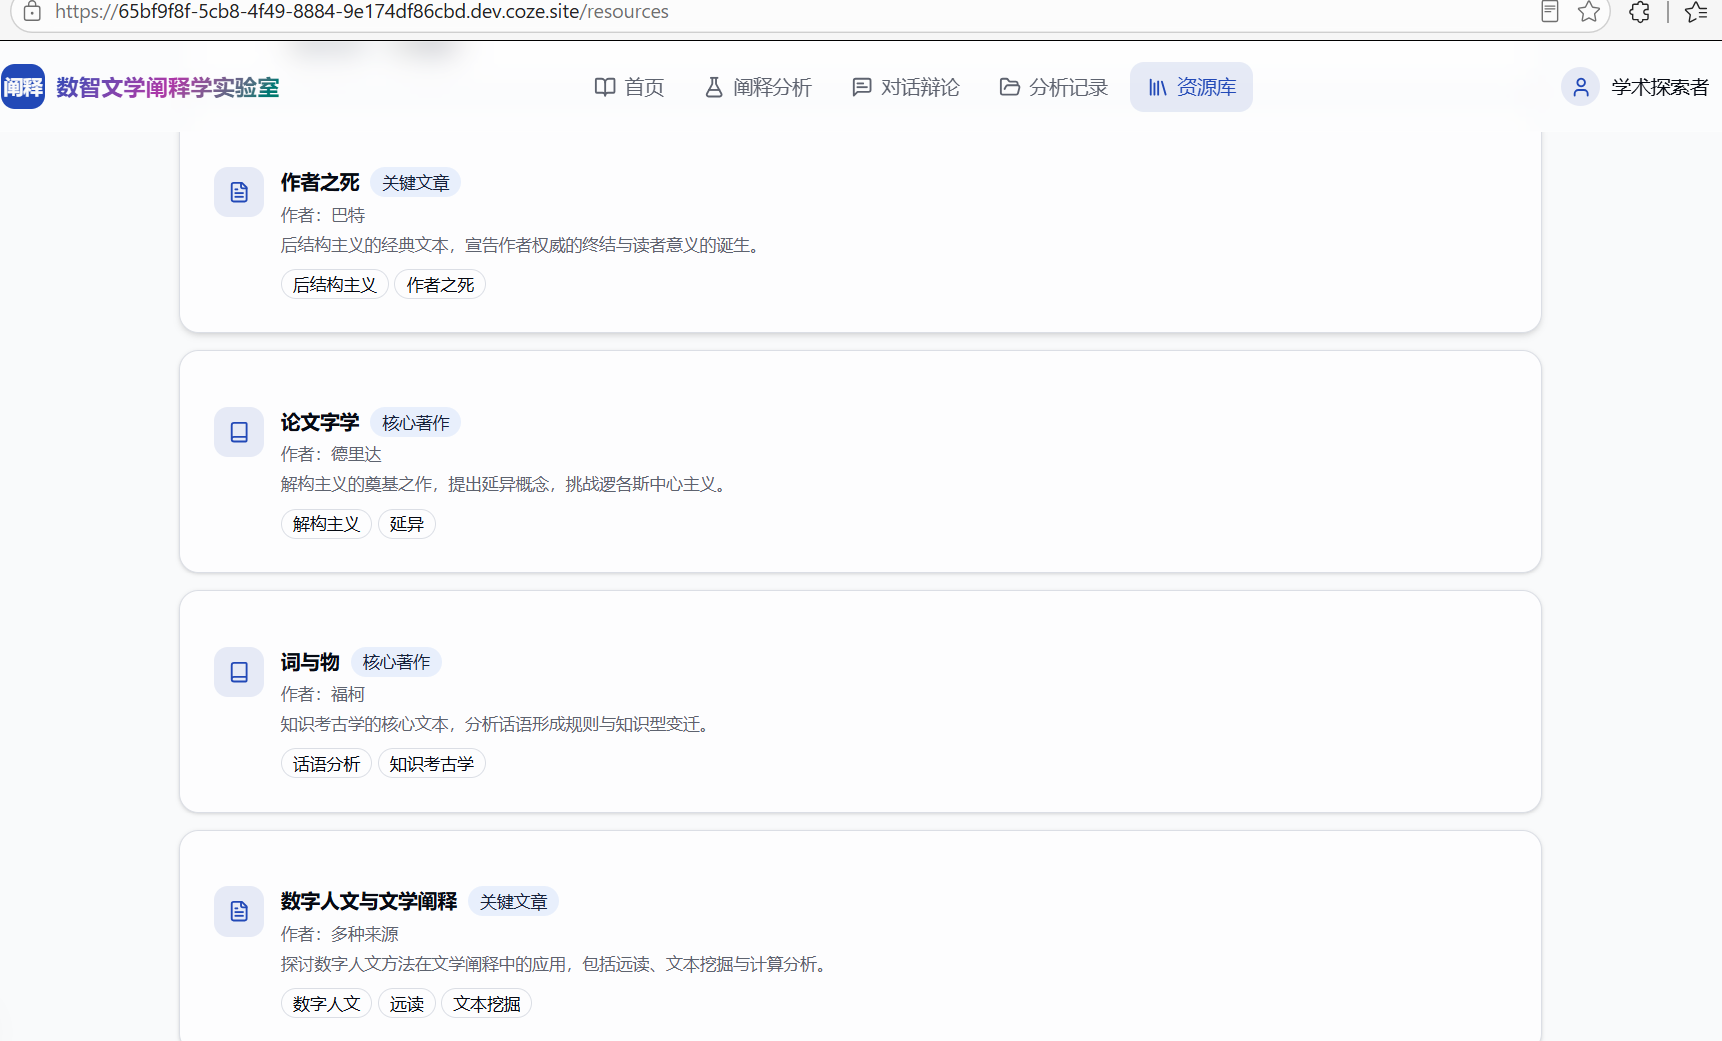 https://65bf9f8f-5cb8-4f49-8884-9e174df86cbd.dev.coze.site/resources
阐释 数智文学阐释学实验室 首页 阐释分析 对话辩论 分析记录 资源库 学术探索者
作者之死 关键文章
作者：巴特
后结构主义的经典文本，宣告作者权威的终结与读者意义的诞生。
后结构主义 作者之死
论文字学 核心著作
作者：德里达
解构主义的奠基之作，提出延异概念，挑战逻各斯中心主义。
解构主义 延异
词与物 核心著作
作者：福柯
知识考古学的核心文本，分析话语形成规则与知识型变迁。
话语分析 知识考古学
数字人文与文学阐释 关键文章
作者：多种来源
探讨数字人文方法在文学阐释中的应用，包括远读、文本挖掘与计算分析。
数字人文 远读 文本挖掘